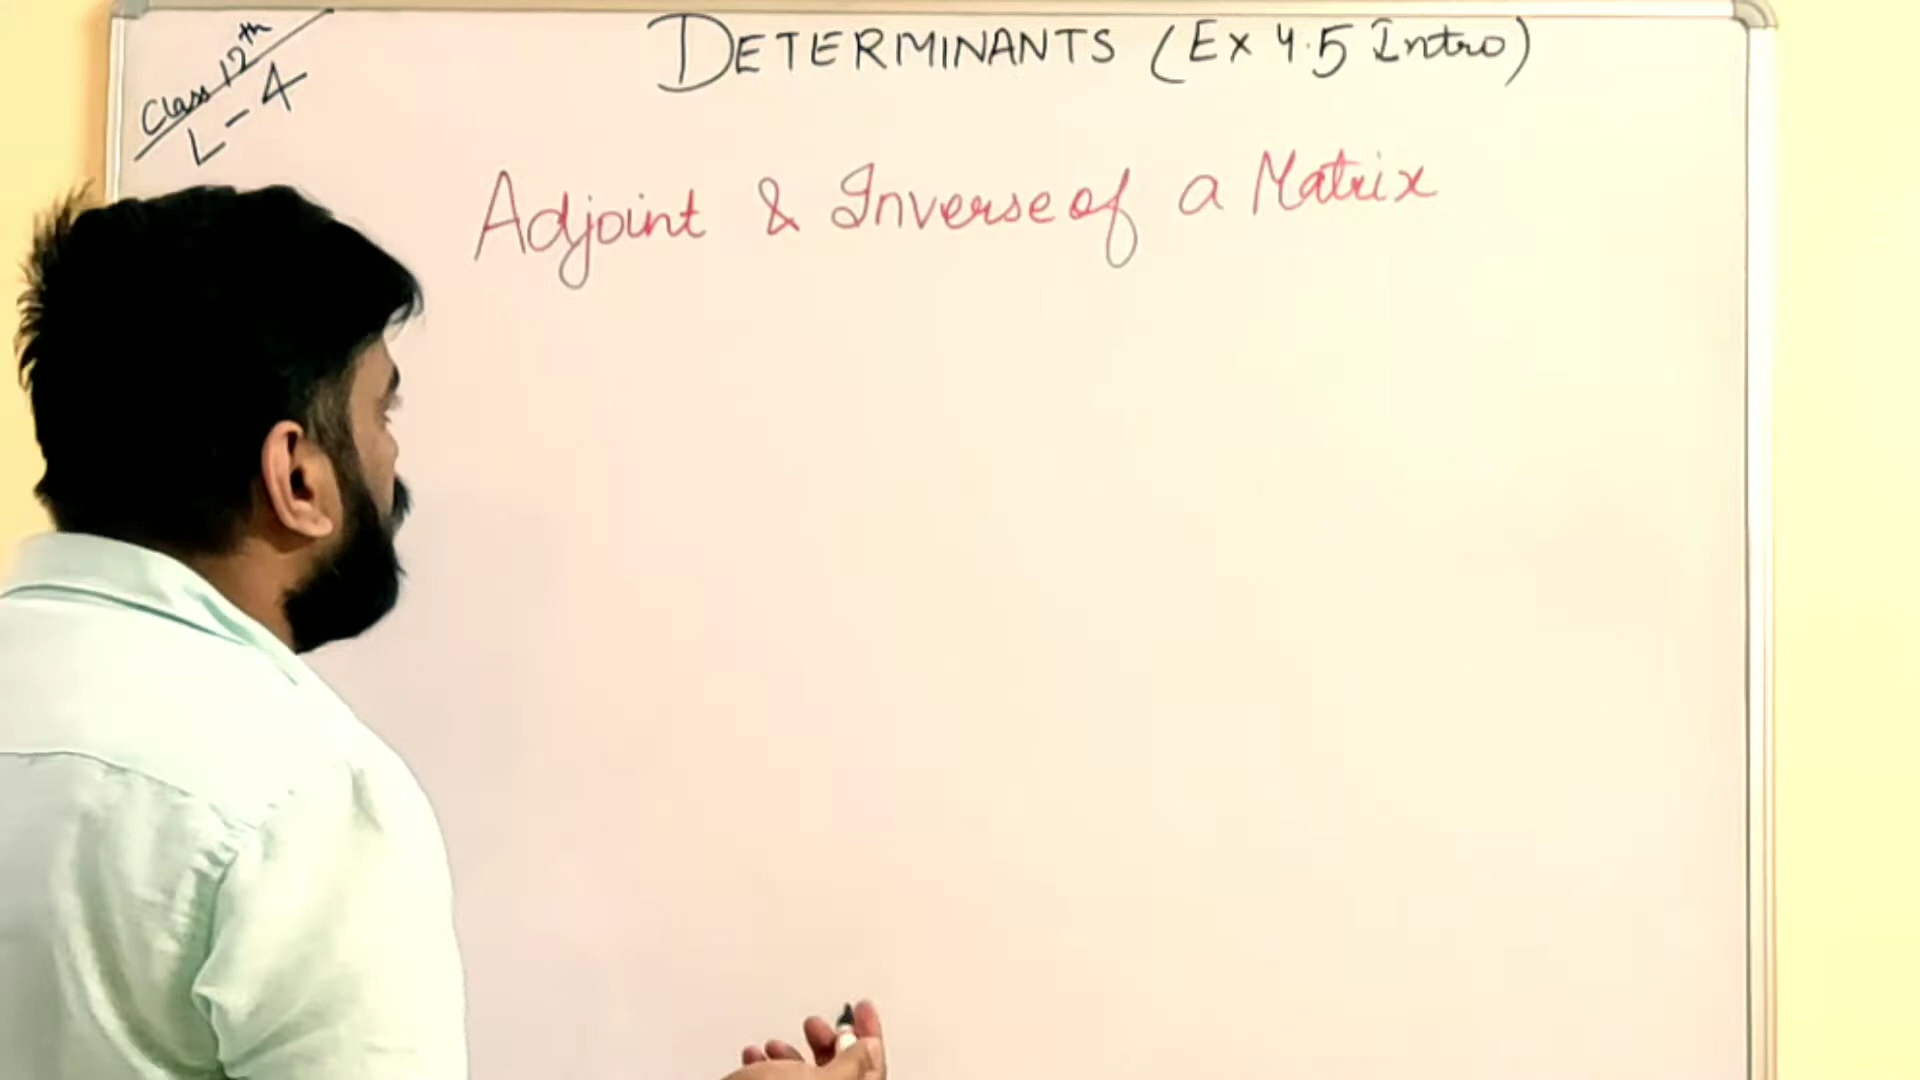 Class 12th
L-4
DETERMINANTS (Ex 4.5 Intro)
Adjoint & Inverse of a Matrix